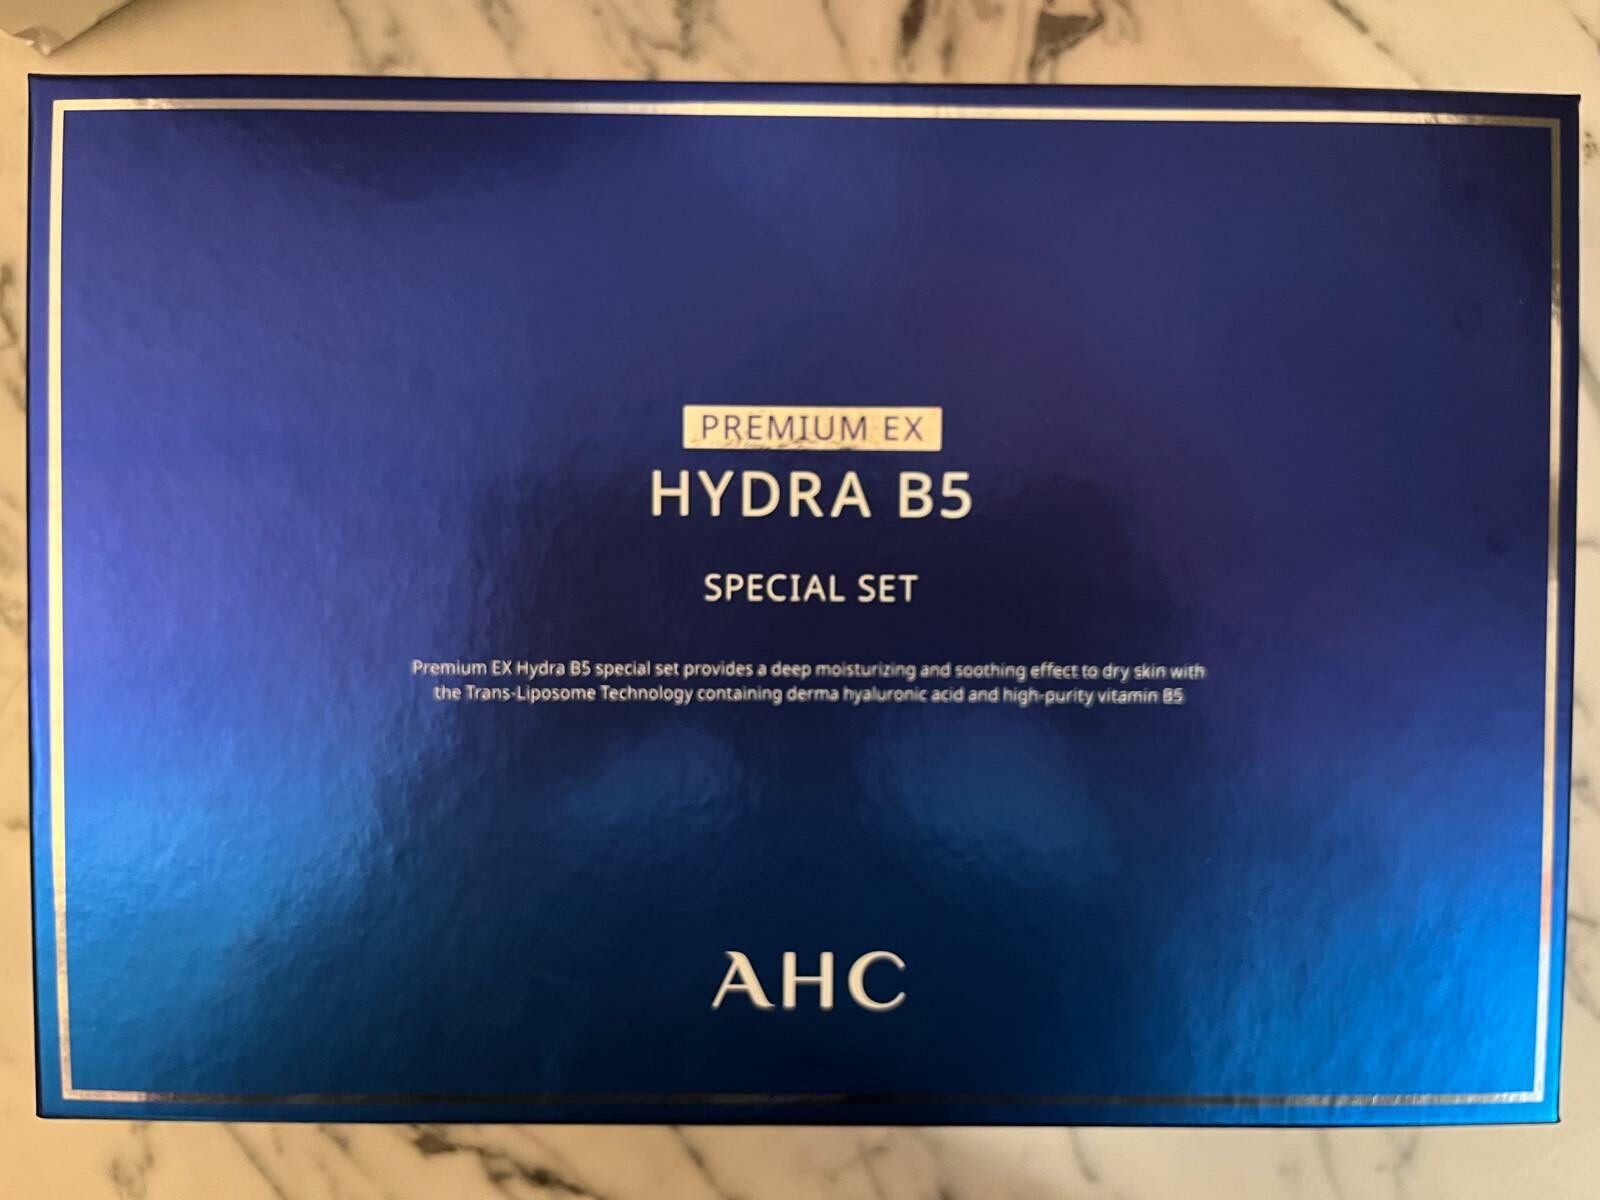 PREMIUM EX
HYDRA B5
SPECIAL SET
Premium EX Hydra B5 special set provides a deep moisturizing and soothing effect to dry skin with
the Trans-Liposome Technology containing derma hyaluronic acid and high-purity vitamin B5
AHC